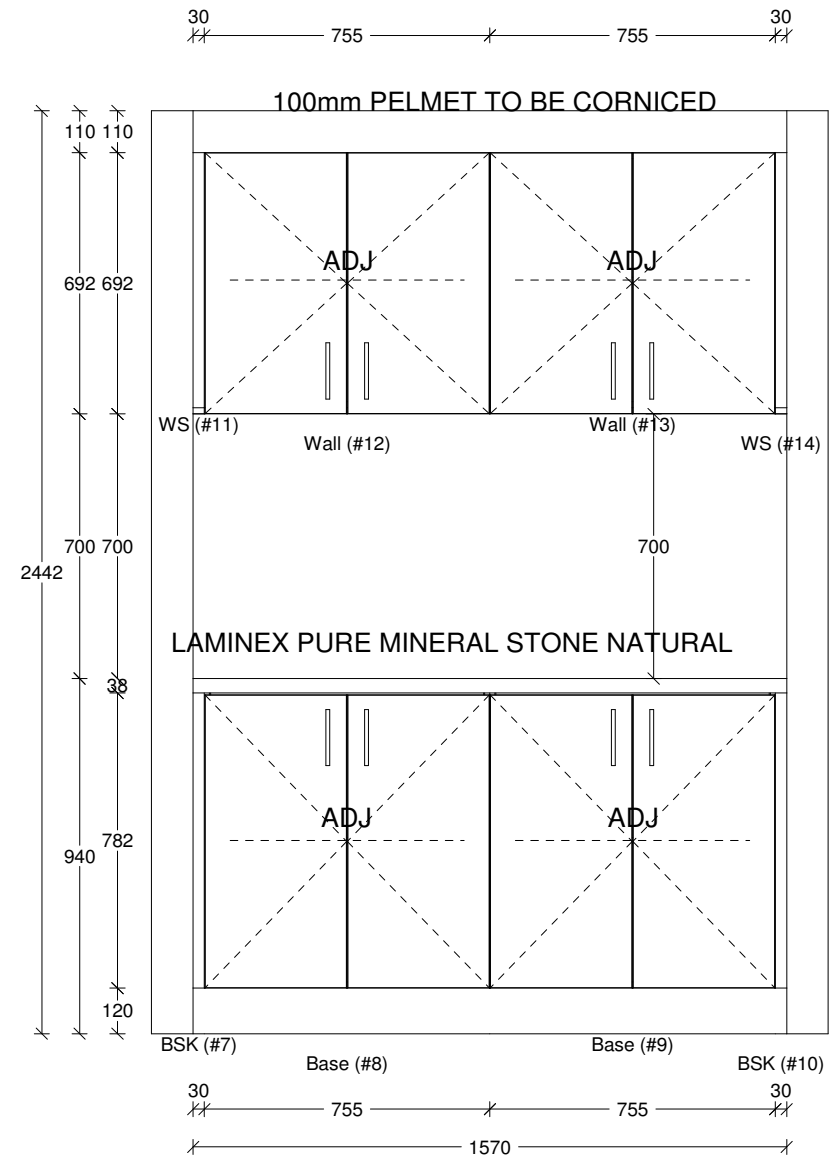 30 30
755 755
100mm PELMET TO BE CORNICED
110 110
ADJ ADJ
692 692
WS (#11) Wall (#13)
Wall (#12) WS (#14)
700 700 700
2442
LAMINEX PURE MINERAL STONE NATURAL
38
ADJ ADJ
782
940
120
BSK (#7) Base (#9)
Base (#8) BSK (#10)
30 30
755 755
1570